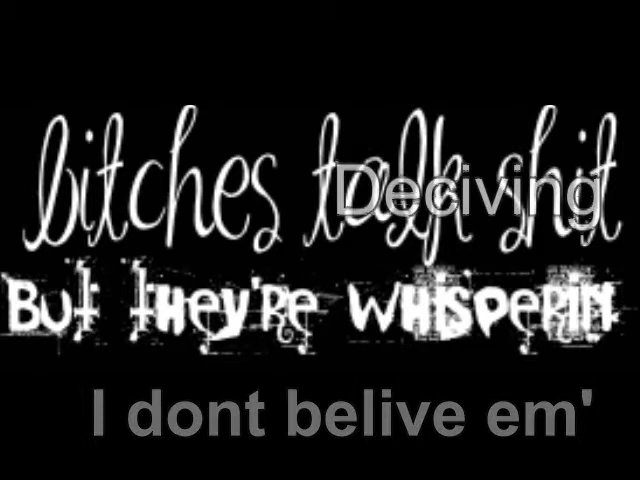 bitches talk shit
Deciving
BUT THEY'RE WHISPERIN
I dont belive em'